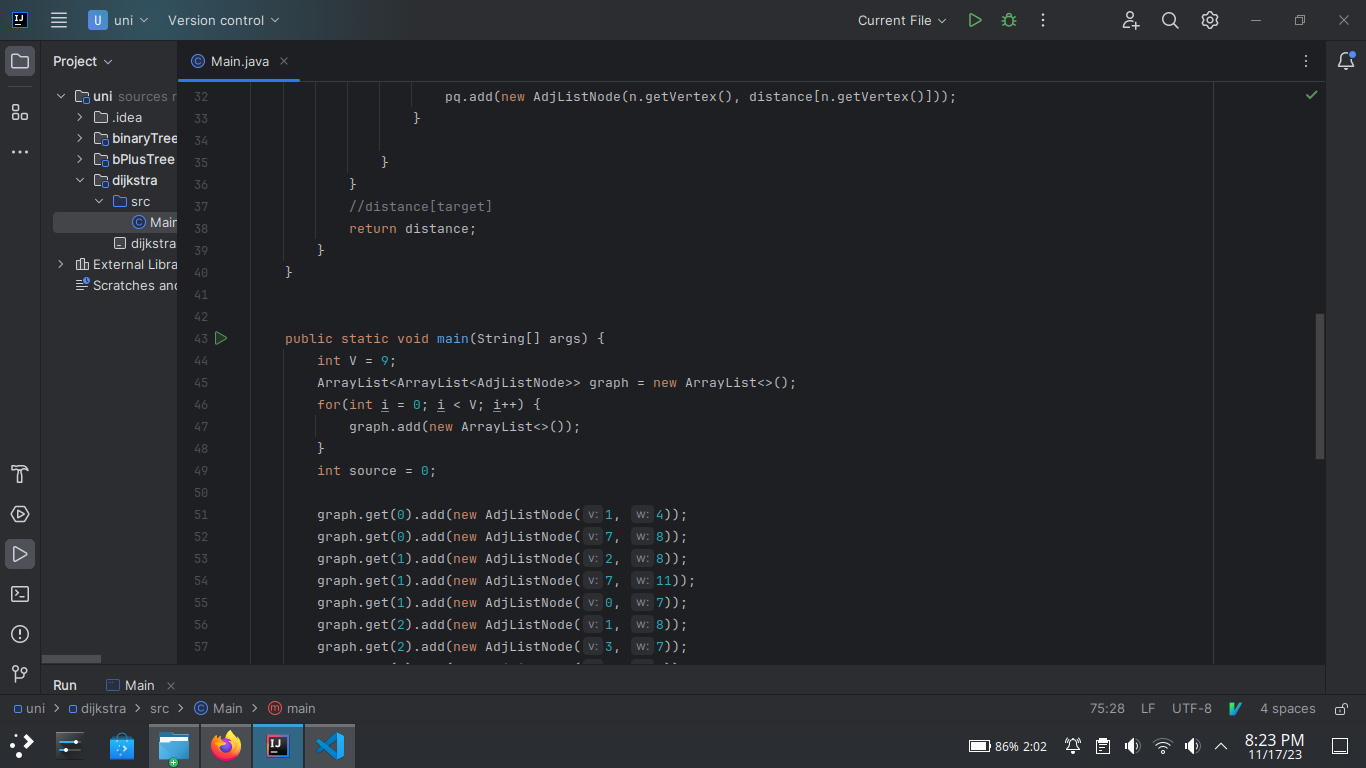 U uni Version control Current File
Project
Main.java
uni sources r
.idea
binaryTree
bPlusTree
dijkstra
src
Main
dijkstra
External Libra
Scratches and
32 pq.add(new AdjListNode(n.getVertex(), distance[n.getVertex()]));
33 }
34
35 }
36 }
37 //distance[target]
38 return distance;
39 }
40 }
41
42
43 public static void main(String[] args) {
44 int V = 9;
45 ArrayList<ArrayList<AdjListNode>> graph = new ArrayList<>();
46 for(int i = 0; i < V; i++) {
47 graph.add(new ArrayList<>());
48 }
49 int source = 0;
50
51 graph.get(0).add(new AdjListNode( v: 1, w: 4));
52 graph.get(0).add(new AdjListNode( v: 7, w: 8));
53 graph.get(1).add(new AdjListNode( v: 2, w: 8));
54 graph.get(1).add(new AdjListNode( v: 7, w: 11));
55 graph.get(1).add(new AdjListNode( v: 0, w: 7));
56 graph.get(2).add(new AdjListNode( v: 1, w: 8));
57 graph.get(2).add(new AdjListNode( v: 3, w: 7));
Run Main
uni > dijkstra > src > Main > main 75:28 LF UTF-8 4 spaces
IJ 86% 2:02 8:23 PM
11/17/23